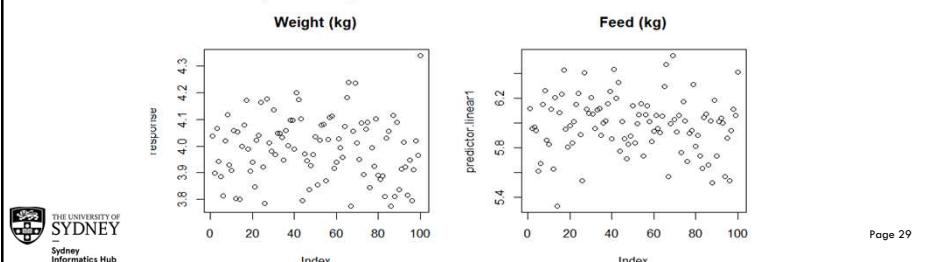 Weight (kg)
Feed (kg)
response
4.3
4.2
4.1
4.0
3.9
3.8
0 20 40 60 80 100
Index
predictor.linear1
6.2
5.8
5.4
0 20 40 60 80 100
Index
THE UNIVERSITY OF
SYDNEY
Sydney
Informatics Hub
Page 29